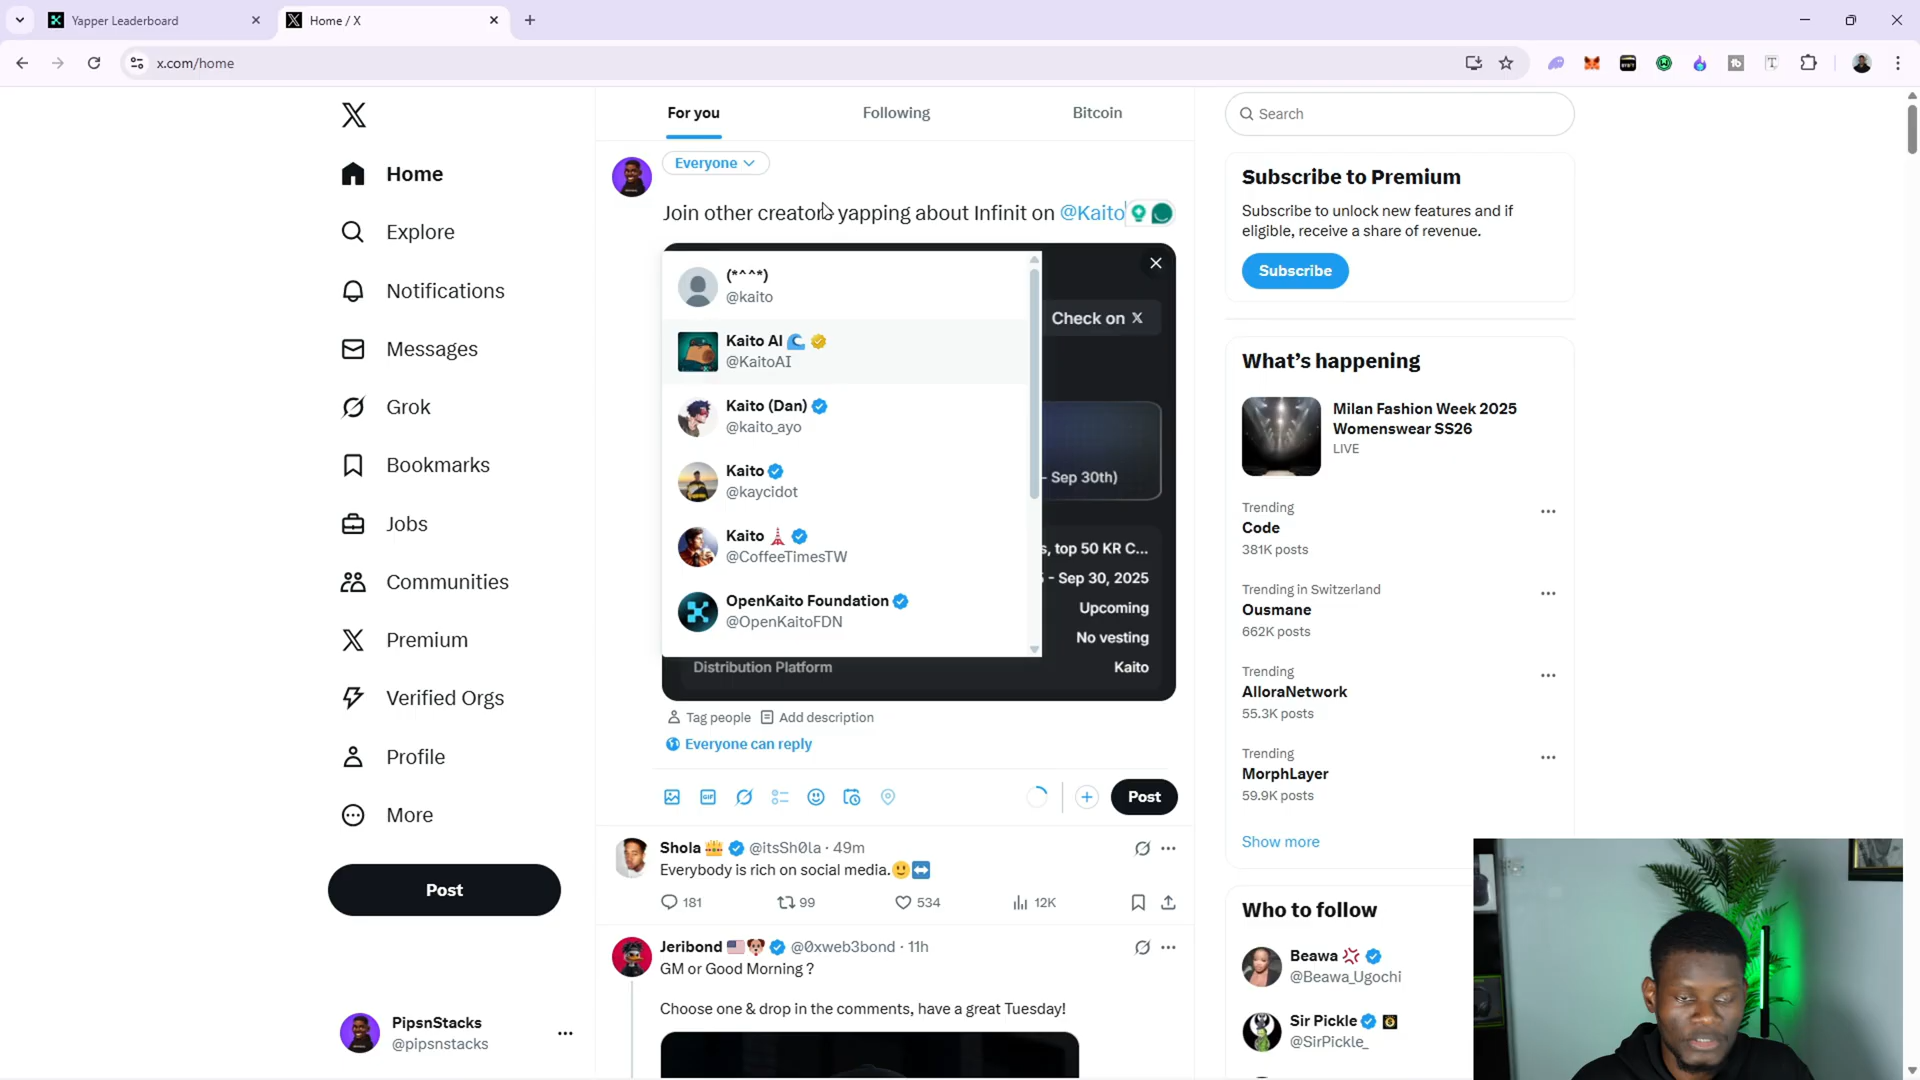 Yapper Leaderboard
Home / X
x.com/home
Home
Explore
Notifications
Messages
Grok
Bookmarks
Jobs
Communities
Premium
Verified Orgs
Profile
More
Post
PipsnStacks
@pipsnstacks
For you
Following
Bitcoin
Everyone
Join other creators yapping about Infinit on @Kaito
(*^^*)
@kaito
Kaito AI
@KaitoAI
Kaito (Dan)
@kaito_ayo
Kaito
@kaycidot
Kaito
@CoffeeTimesTW
OpenKaito Foundation
@OpenKaitoFDN
Check on X
- Sep 30th)
s, top 50 KR C...
- Sep 30, 2025
Upcoming
No vesting
Distribution Platform
Kaito
Tag people
Add description
Everyone can reply
GIF
Post
Shola @itsSh0la · 49m
Everybody is rich on social media.
181
99
534
12K
Jeribond @0xweb3bond · 11h
GM or Good Morning ?
Choose one & drop in the comments, have a great Tuesday!
Search
Subscribe to Premium
Subscribe to unlock new features and if
eligible, receive a share of revenue.
Subscribe
What's happening
Milan Fashion Week 2025
Womenswear SS26
LIVE
Trending
Code
381K posts
Trending in Switzerland
Ousmane
662K posts
Trending
AlloraNetwork
55.3K posts
Trending
MorphLayer
59.9K posts
Show more
Who to follow
Beawa
@Beawa_Ugochi
Sir Pickle
@SirPickle_